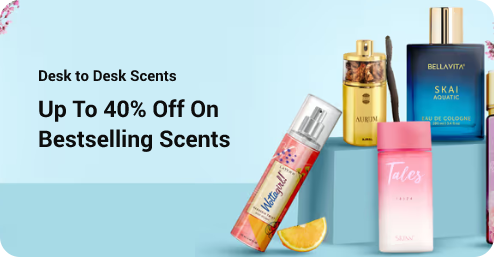 Desk to Desk Scents
Up To 40% Off On
Bestselling Scents
BELLAVITA
SKAI
AQUATIC
EAU DE COLOGNE
AURUM
Wottagirl!
Tales